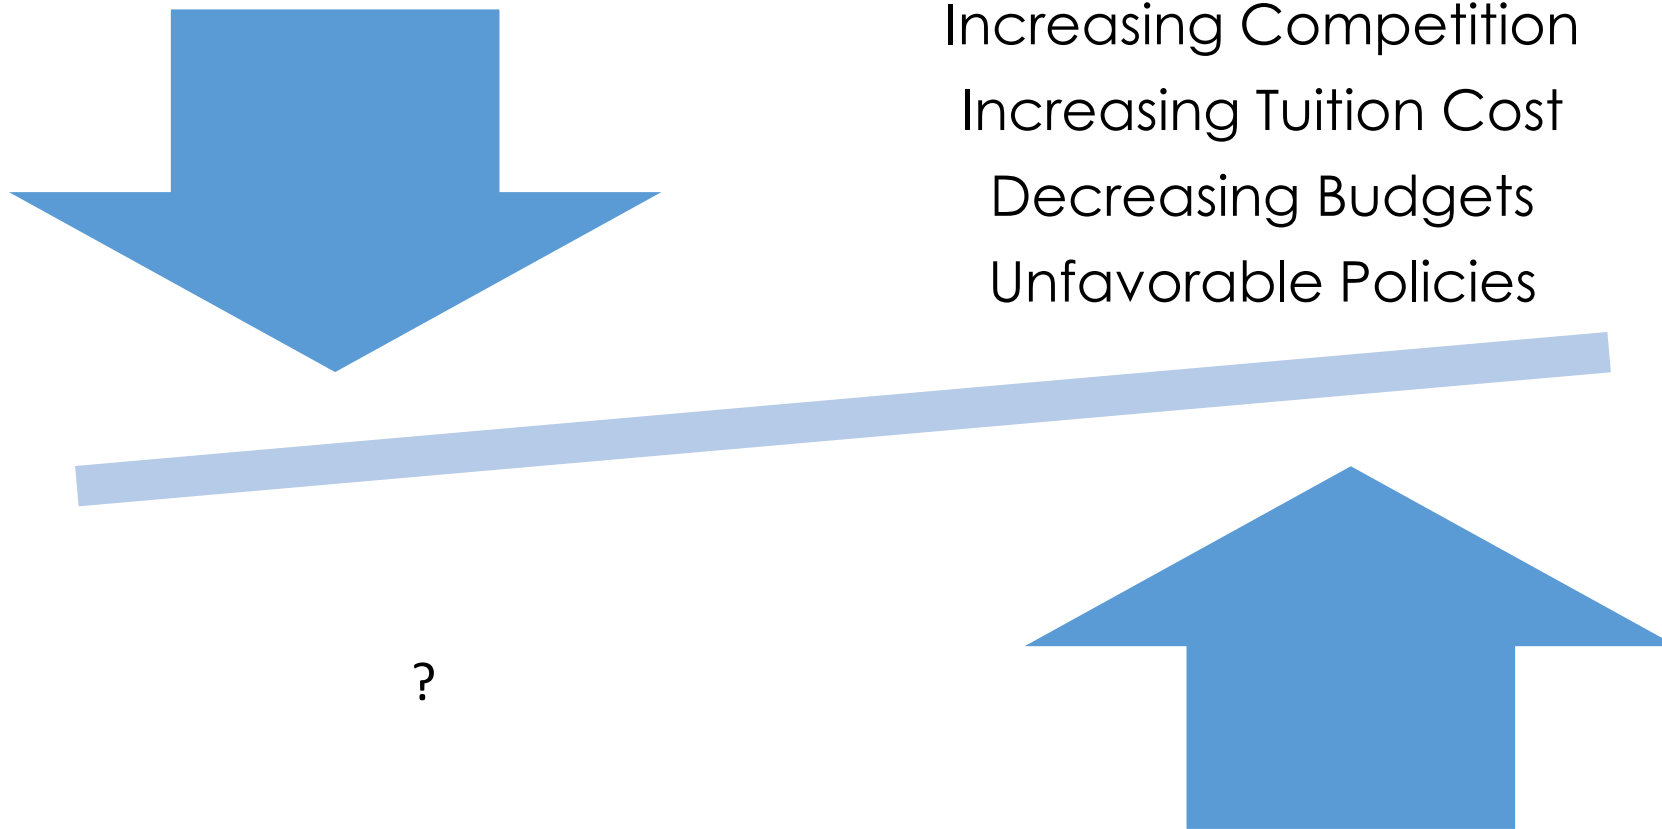 Increasing Competition
Increasing Tuition Cost
Decreasing Budgets
Unfavorable Policies
?